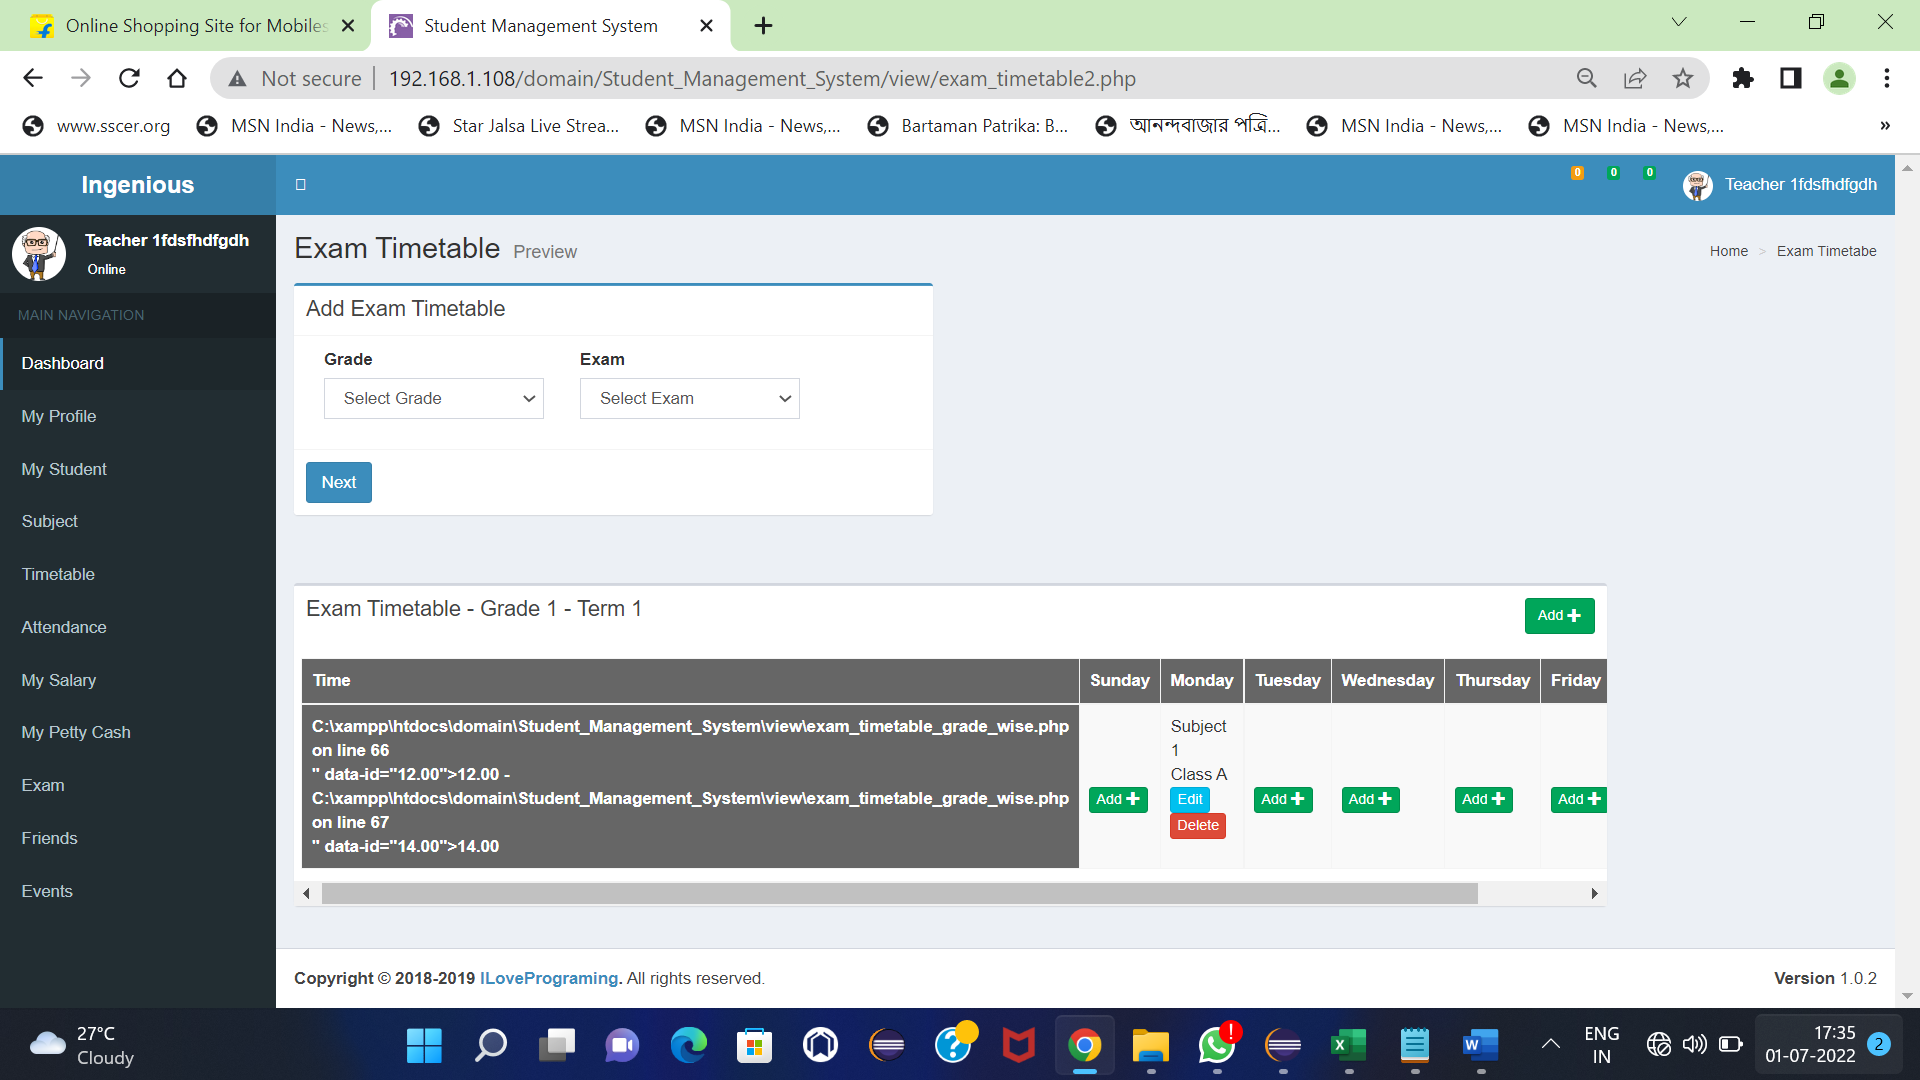 Online Shopping Site for Mobiles
Student Management System
Not secure
192.168.1.108/domain/Student_Management_System/view/exam_timetable2.php
www.sscer.org
MSN India - News,...
Star Jalsa Live Strea...
MSN India - News,...
Bartaman Patrika: B...
আনন্দবাজার পত্রি...
MSN India - News,...
MSN India - News,...
»
Ingenious
0
0
0
Teacher 1fdsfhdfgdh
Teacher 1fdsfhdfgdh
Online
MAIN NAVIGATION
Dashboard
My Profile
My Student
Subject
Timetable
Attendance
My Salary
My Petty Cash
Exam
Friends
Events
Exam Timetable Preview
Home > Exam Timetabe
Add Exam Timetable
Grade
Exam
Select Grade
Select Exam
Next
Exam Timetable - Grade 1 - Term 1
Add
Time
Sunday
Monday
Tuesday
Wednesday
Thursday
Friday
C:\xampp\htdocs\domain\Student_Management_System\view\exam_timetable_grade_wise.php
on line 66
" data-id="12.00">12.00 -
C:\xampp\htdocs\domain\Student_Management_System\view\exam_timetable_grade_wise.php
on line 67
" data-id="14.00">14.00
Add
Subject
1
Class A
Edit
Delete
Add
Add
Add
Add
Copyright © 2018-2019 ILovePrograming. All rights reserved.
Version 1.0.2
27°C
Cloudy
ENG
IN
17:35
01-07-2022
2